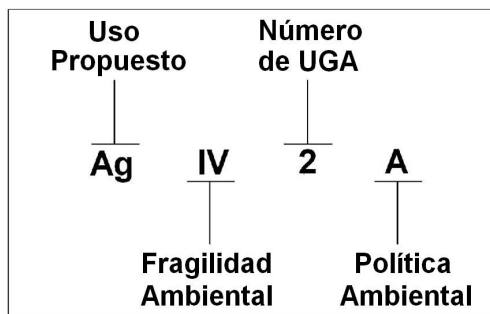 Uso
Propuesto
Número
de UGA
Ag IV 2 A
Fragilidad
Ambiental
Política
Ambiental